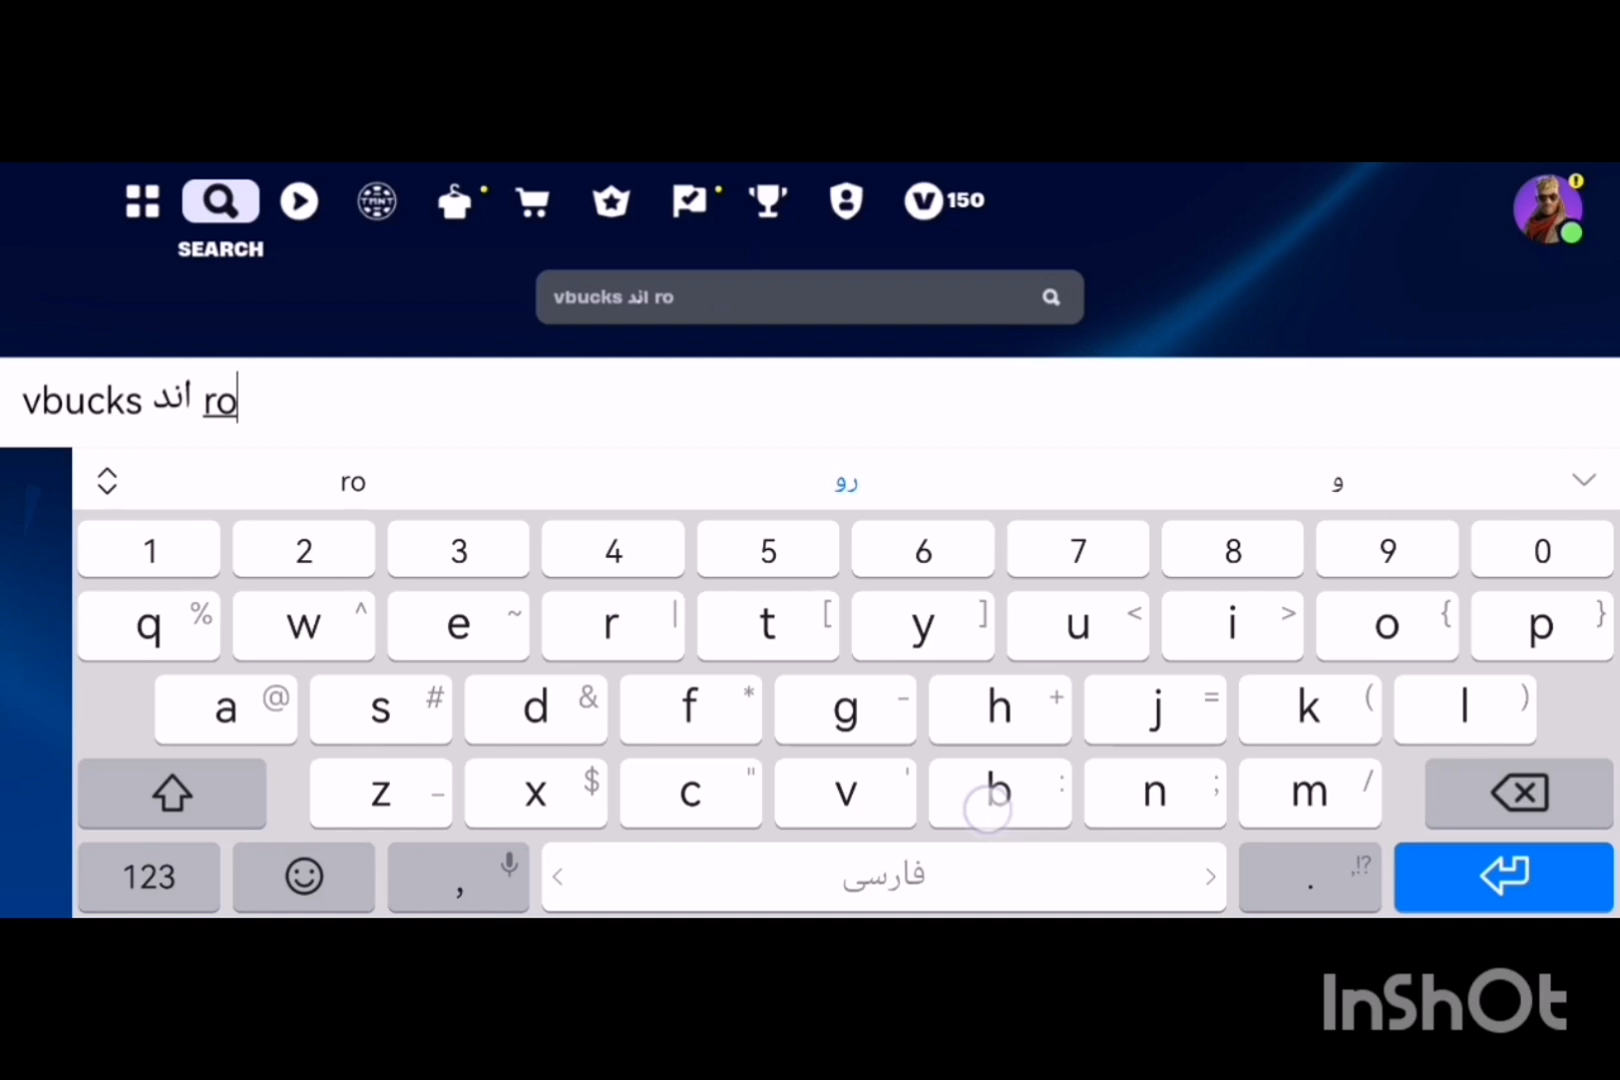 TMNT
150
SEARCH
vbucks اند ro
vbucks اند ro
ro رو و
1 2 3 4 5 6 7 8 9 0
q % w ^ e ~ r | t [ y ] u < i > o { p }
a @ s # d & f * g - h + j = k ( l )
z _ x $ c " v ' b : n ; m /
123 , < فارسی > . ,!?
InShOt